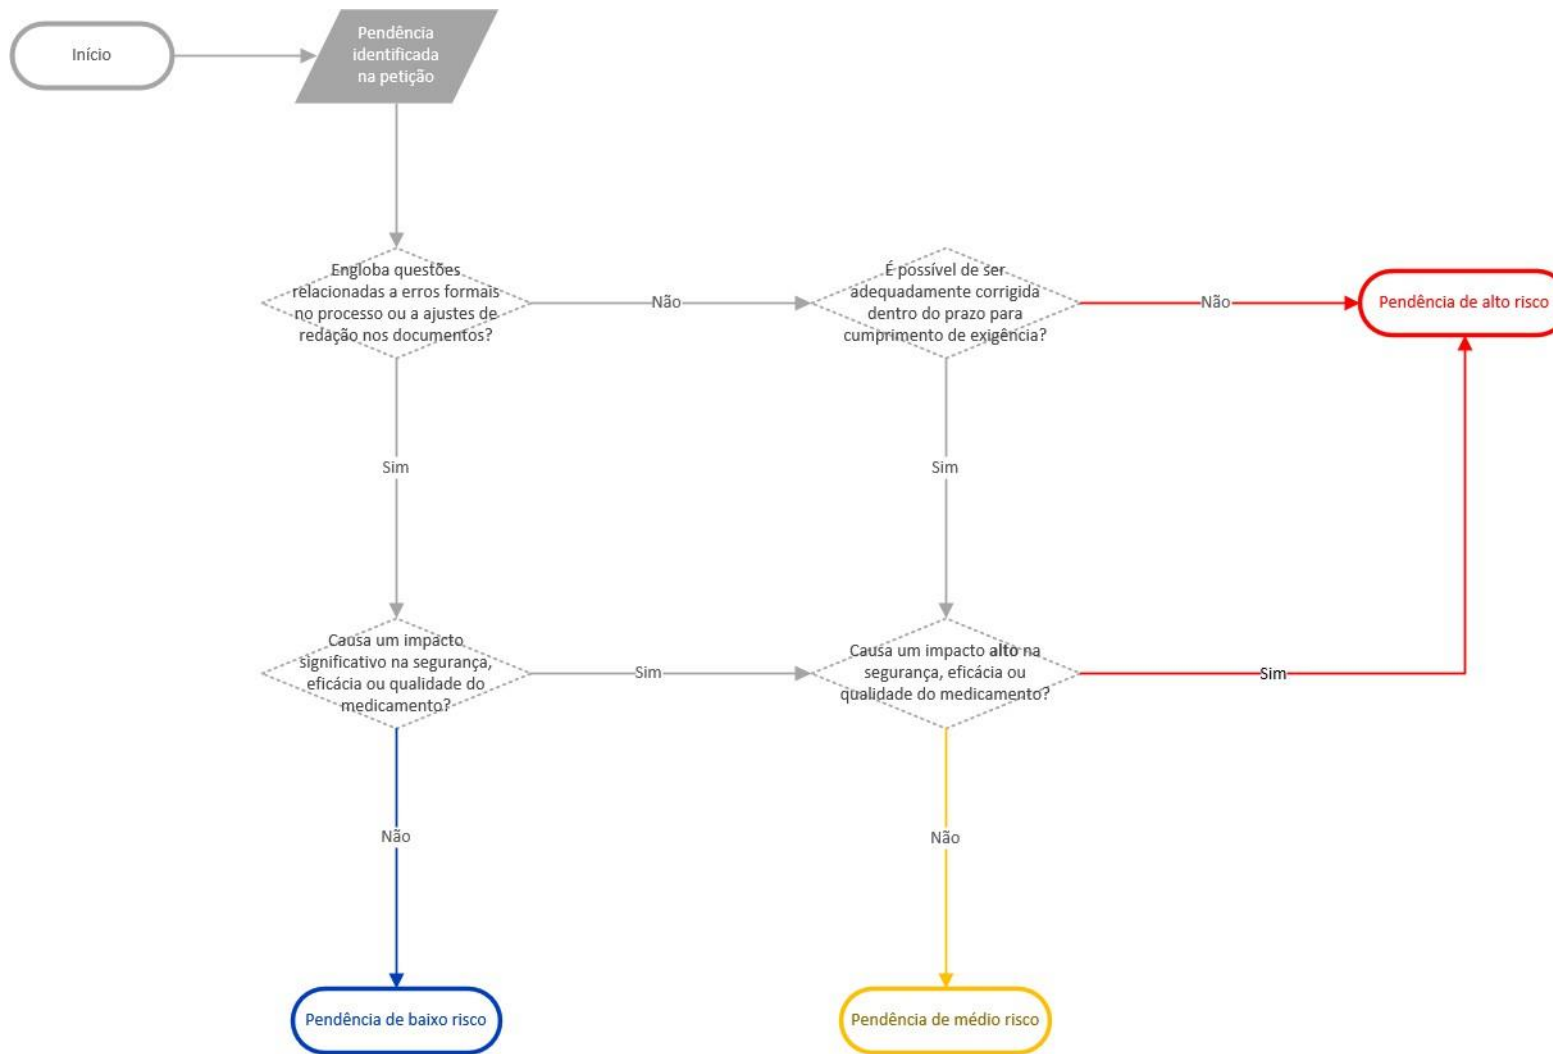 Início
Pendência
identificada
na petição
Engloba questões
relacionadas a erros formais
no processo ou a ajustes de
redação nos documentos?
Não
É possível de ser
adequadamente corrigida
dentro do prazo para
cumprimento de exigência?
Não
Pendência de alto risco
Sim
Sim
Causa um impacto
significativo na segurança,
eficácia ou qualidade do
medicamento?
Sim
Causa um impacto alto na
segurança, eficácia ou
qualidade do medicamento?
Sim
Não
Não
Pendência de baixo risco
Pendência de médio risco